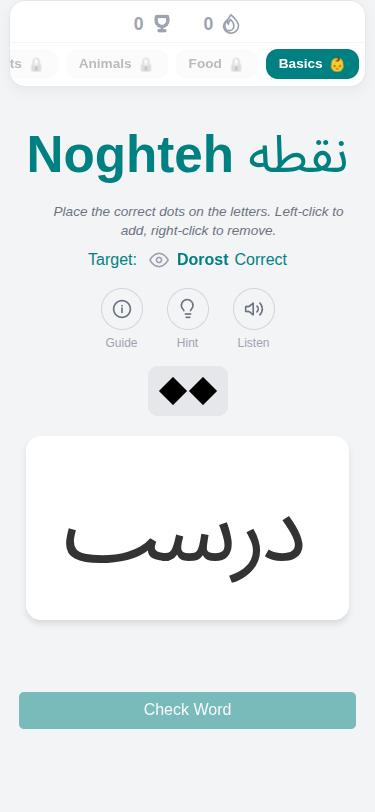 0 🏆 0 🔥
ts 🔒 Animals 🔒 Food 🔒 Basics 👶
Noghteh نقطه
Place the correct dots on the letters. Left-click to
add, right-click to remove.
Target: Dorost Correct
Guide Hint Listen
درسٮ
Check Word